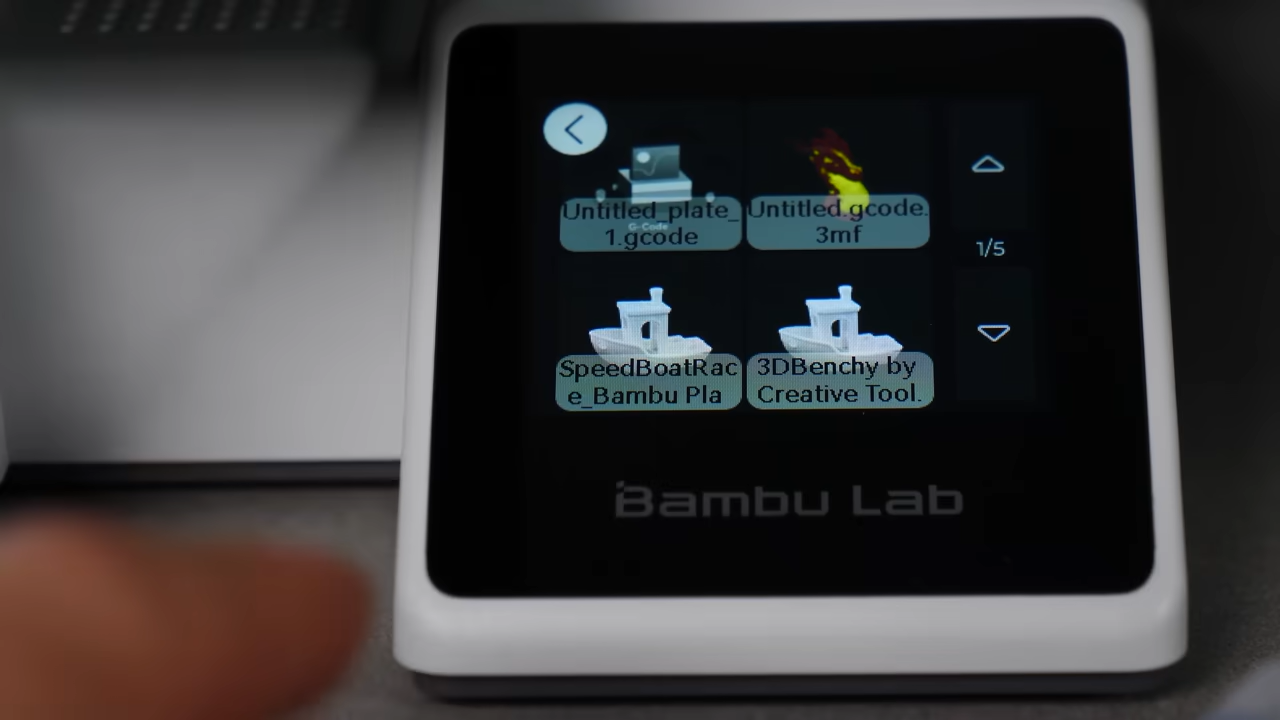 Untitled_plate_
1.gcode
G-Code
Untitled.gcode.
3mf
1/5
SpeedBoatRac
e_Bambu Pla
3DBenchy by
Creative Tool.
Bambu Lab